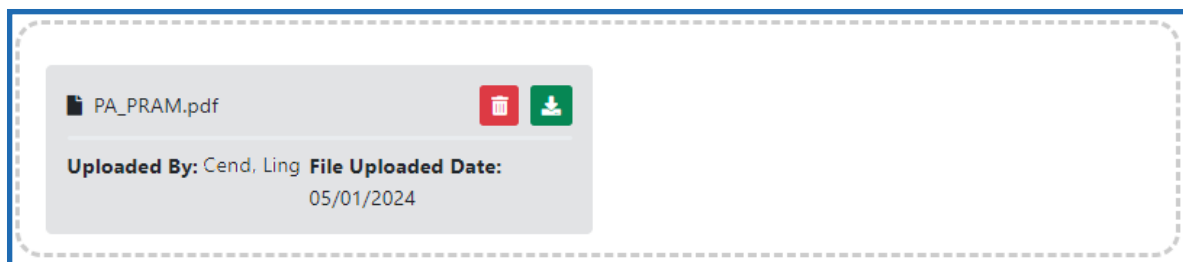 PA_PRAM.pdf
Uploaded By: Cend, Ling File Uploaded Date:
05/01/2024